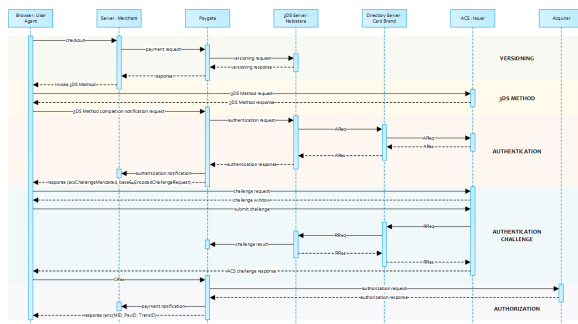 Browser, User
Agent
Server - Merchant
Paygate
3DS Server -
Netcetera
Directory Server -
Card Brand
ACS - Issuer
Acquirer
checkout
payment request
versioning request
VERSIONING
versioning response
response
invoke 3DS Method
3DS Method request
3DS METHOD
3DS Method response
3DS Method completion notification request
authentication request
AReq
AReq
ARes
AUTHENTICATION
ARes
authentication response
authentication notification
response (acsChallengeMandated, base64EncodedChallengeRequest)
challenge request
challenge window
submit challenge
RReq
AUTHENTICATION
CHALLENGE
RReq
challenge result
RRes
RRes
ACS challenge response
CRes
authorization request
authorization response
payment notification
AUTHORIZATION
response (enc(MID, PayID, TransID)